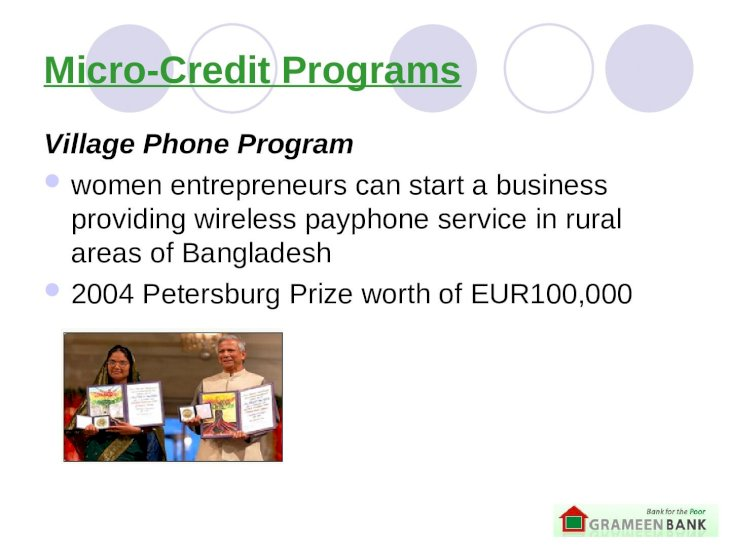 Micro-Credit Programs
Village Phone Program
women entrepreneurs can start a business
providing wireless payphone service in rural
areas of Bangladesh
2004 Petersburg Prize worth of EUR100,000
Bank for the Poor
GRAMEEN BANK